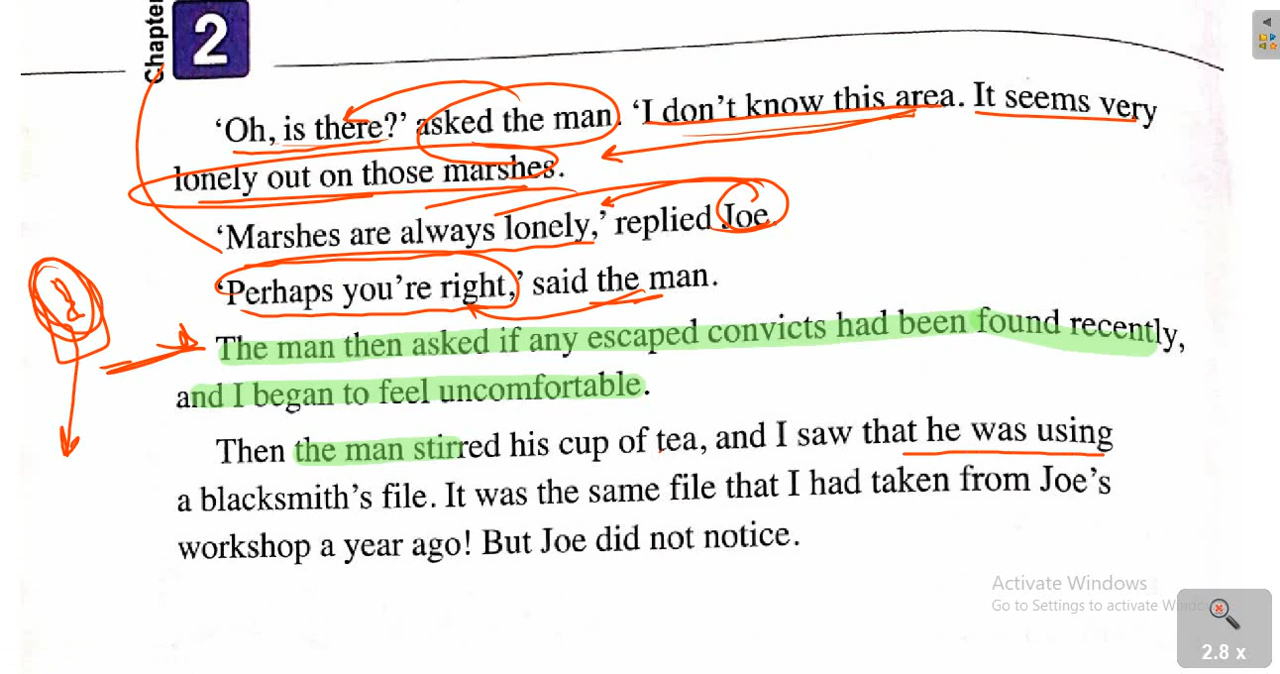 Chapter
2
'Oh, is there?' asked the man. 'I don't know this area. It seems very
lonely out on those marshes.
'Marshes are always lonely,' replied Joe.
'Perhaps you're right,' said the man.
The man then asked if any escaped convicts had been found recently,
and I began to feel uncomfortable.
Then the man stirred his cup of tea, and I saw that he was using
a blacksmith's file. It was the same file that I had taken from Joe's
workshop a year ago! But Joe did not notice.
Activate Windows
Go to Settings to activate
2.8 x